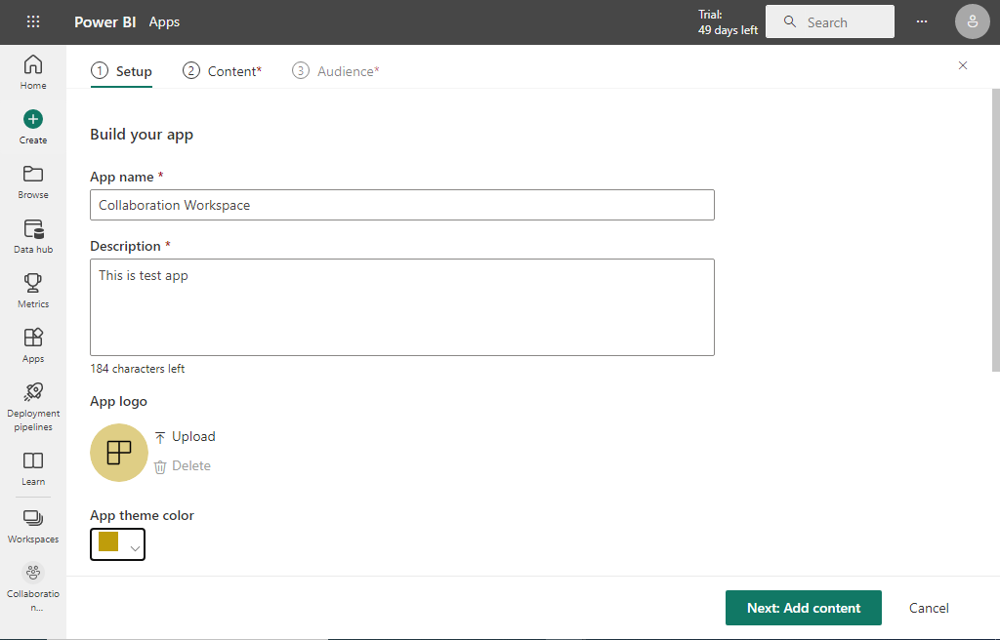 Power BI Apps
Trial:
49 days left
Search
Home
Create
Browse
Data hub
Metrics
Apps
Deployment
pipelines
Learn
Workspaces
Collaboratio
n...
1 Setup
2 Content*
3 Audience*
Build your app
App name *
Collaboration Workspace
Description *
This is test app
184 characters left
App logo
Upload
Delete
App theme color
Next: Add content
Cancel